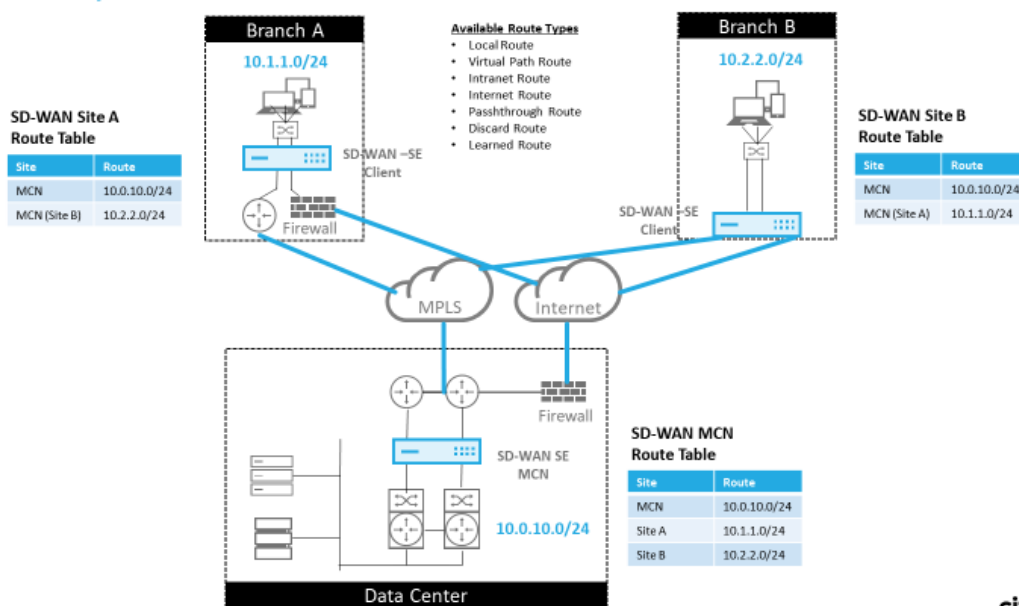 Branch A
10.1.1.0/24
SD-WAN –SE
Client
Firewall
Available Route Types
• Local Route
• Virtual Path Route
• Intranet Route
• Internet Route
• Passhthrough Route
• Discard Route
• Learned Route
Branch B
10.2.2.0/24
SD-WAN –SE
Client
SD-WAN Site A
Route Table
Site Route
MCN 10.0.10.0/24
MCN (Site B) 10.2.2.0/24
SD-WAN Site B
Route Table
Site Route
MCN 10.0.10.0/24
MCN (Site A) 10.1.1.0/24
MPLS
Internet
Firewall
SD-WAN SE
MCN
10.0.10.0/24
Data Center
SD-WAN MCN
Route Table
Site Route
MCN 10.0.10.0/24
Site A 10.1.1.0/24
Site B 10.2.2.0/24